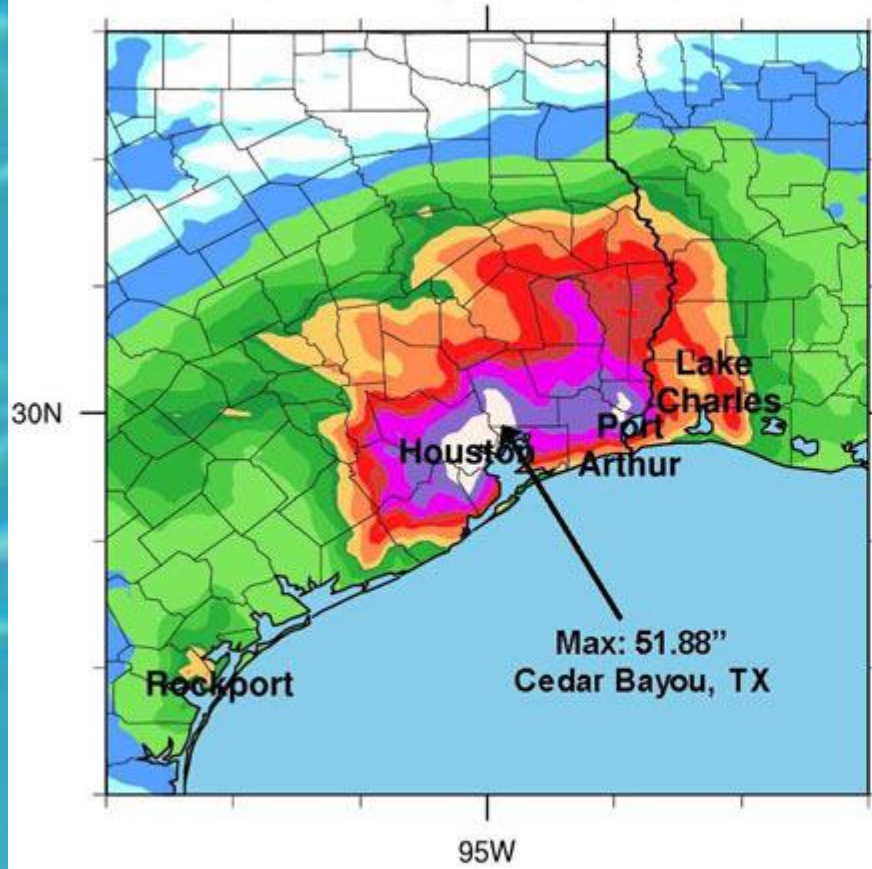 Lake
Charles
30N
Port
Houston
Arthur
Max: 51.88”
Cedar Bayou, TX
Rockport
95W